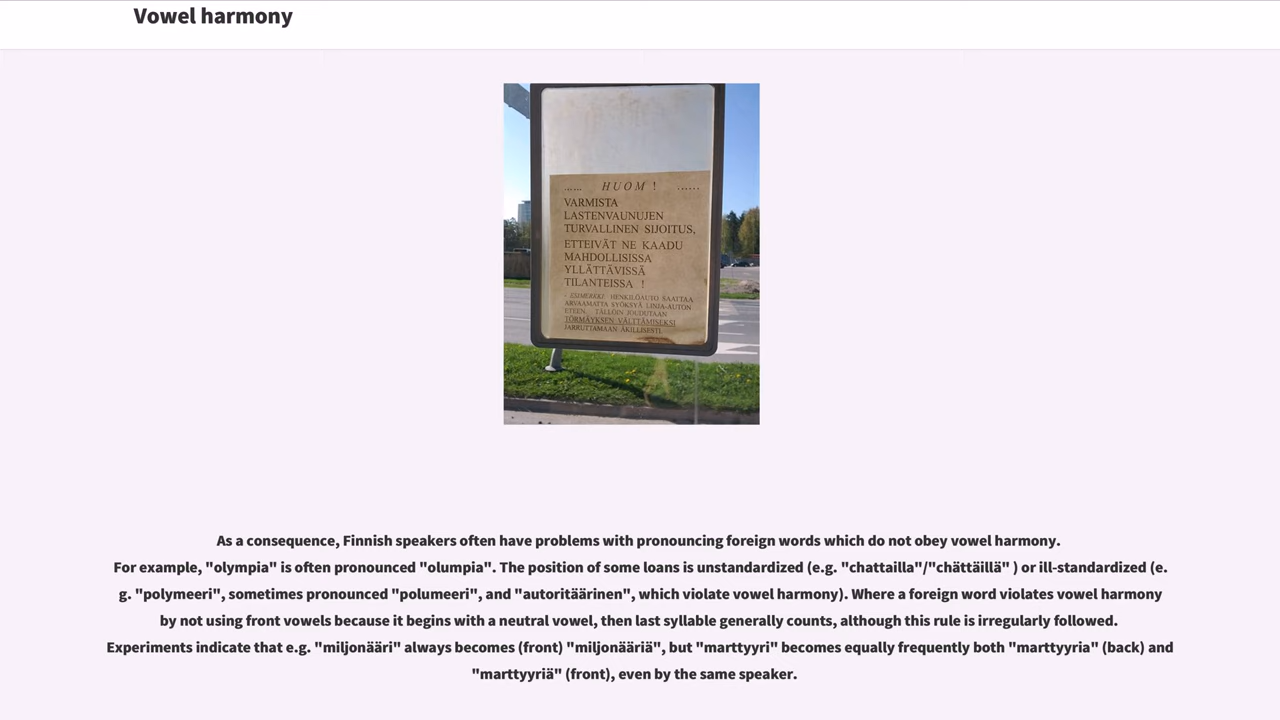 Vowel harmony
...... HUOM ! ......
VARMISTA
LASTENVAUNUJEN
TURVALLINEN SIJOITUS,
ETTEIVÄT NE KAADU
MAHDOLLISISSA
YLLÄTTÄVISSÄ
TILANTEISSA !
- ESIMERKKI: HENKILÖAUTO SAATTAA
ARVAAMATTA SYÖKSYÄ LINJA-AUTON
ETEEN. TÄLLÖIN JOUDUTAAN
TÖRMÄYKSEN VÄLTTÄMISEKSI
JARRUTTAMAAN ÄKILLISESTI.
As a consequence, Finnish speakers often have problems with pronouncing foreign words which do not obey vowel harmony.
For example, "olympia" is often pronounced "olumpia". The position of some loans is unstandardized (e.g. "chattailla"/"chättäillä" ) or ill-standardized (e.
g. "polymeeri", sometimes pronounced "polumeeri", and "autoritäärinen", which violate vowel harmony). Where a foreign word violates vowel harmony
by not using front vowels because it begins with a neutral vowel, then last syllable generally counts, although this rule is irregularly followed.
Experiments indicate that e.g. "miljonääri" always becomes (front) "miljonääriä", but "marttyyri" becomes equally frequently both "marttyyria" (back) and
"marttyyriä" (front), even by the same speaker.